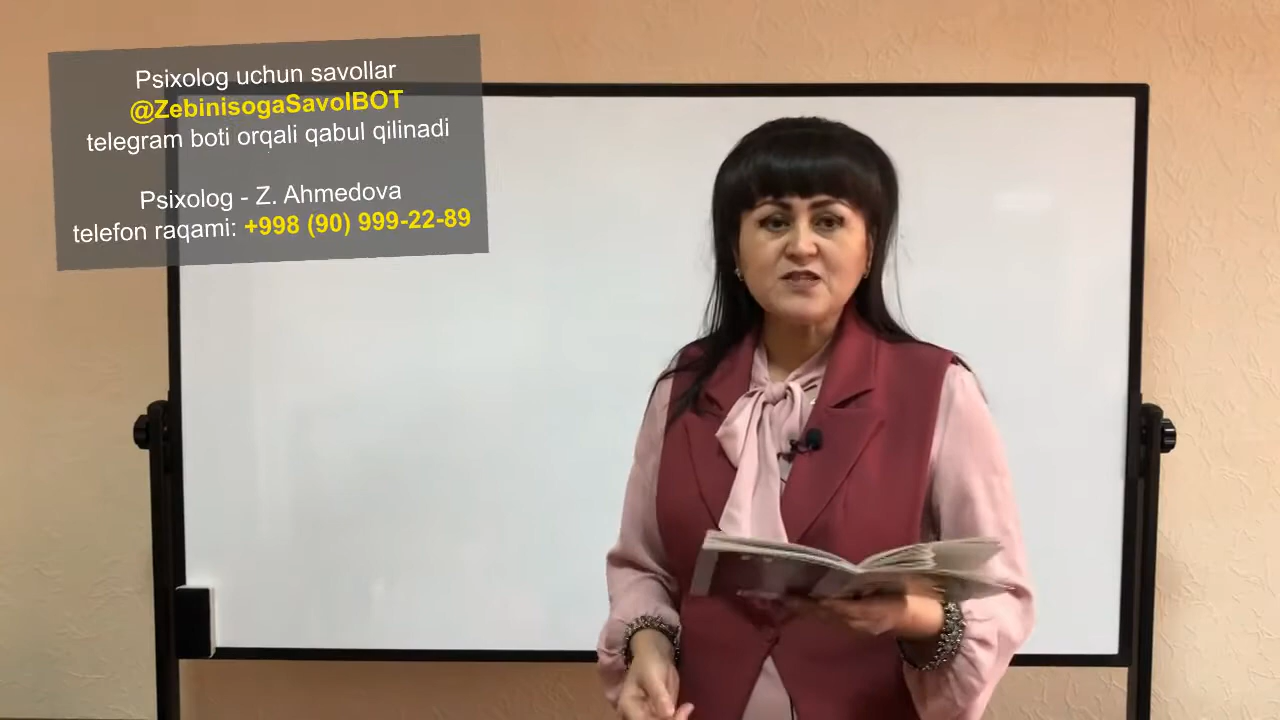 Psixolog uchun savollar
@ZebinisogaSavolBOT
telegram boti orqali qabul qilinadi
Psixolog - Z. Ahmedova
telefon raqami: +998 (90) 999-22-89